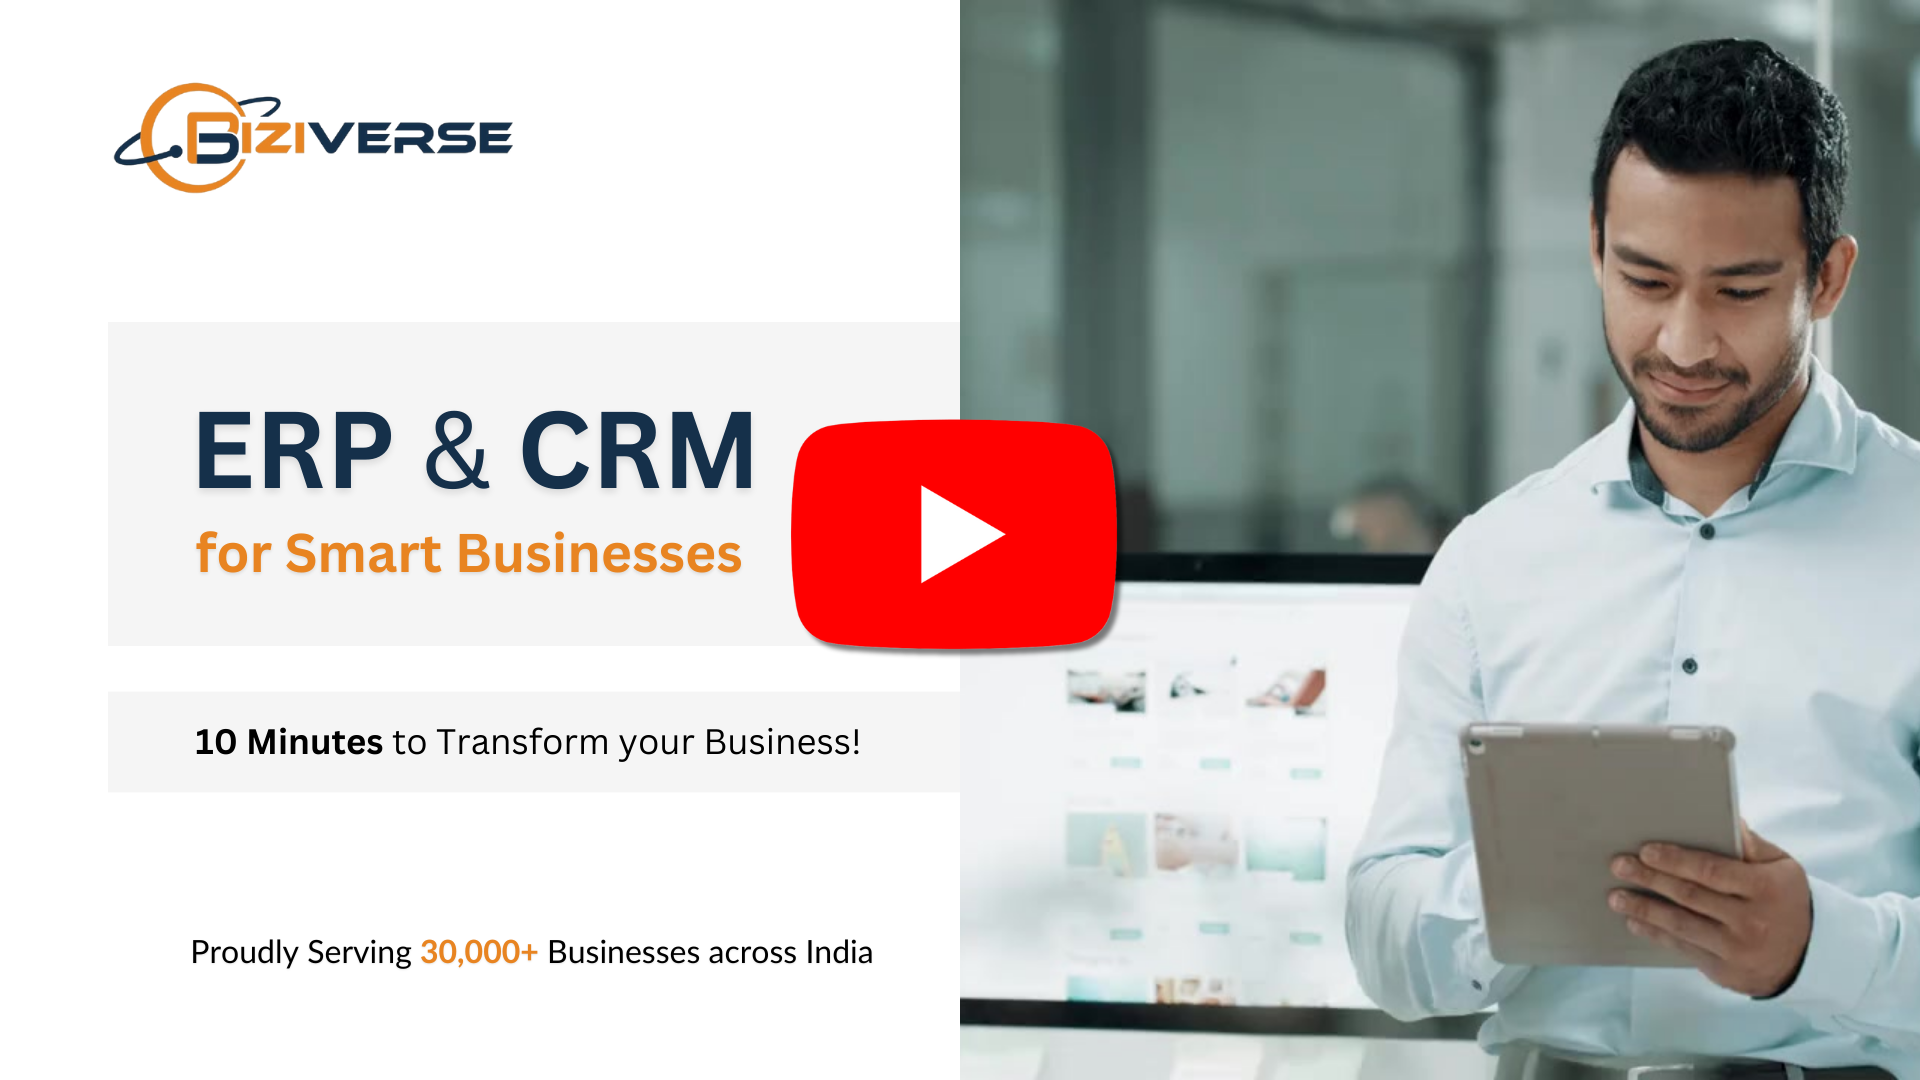 BIZIVERSE
ERP & CRM
for Smart Businesses
10 Minutes to Transform your Business!
Proudly Serving 30,000+ Businesses across India